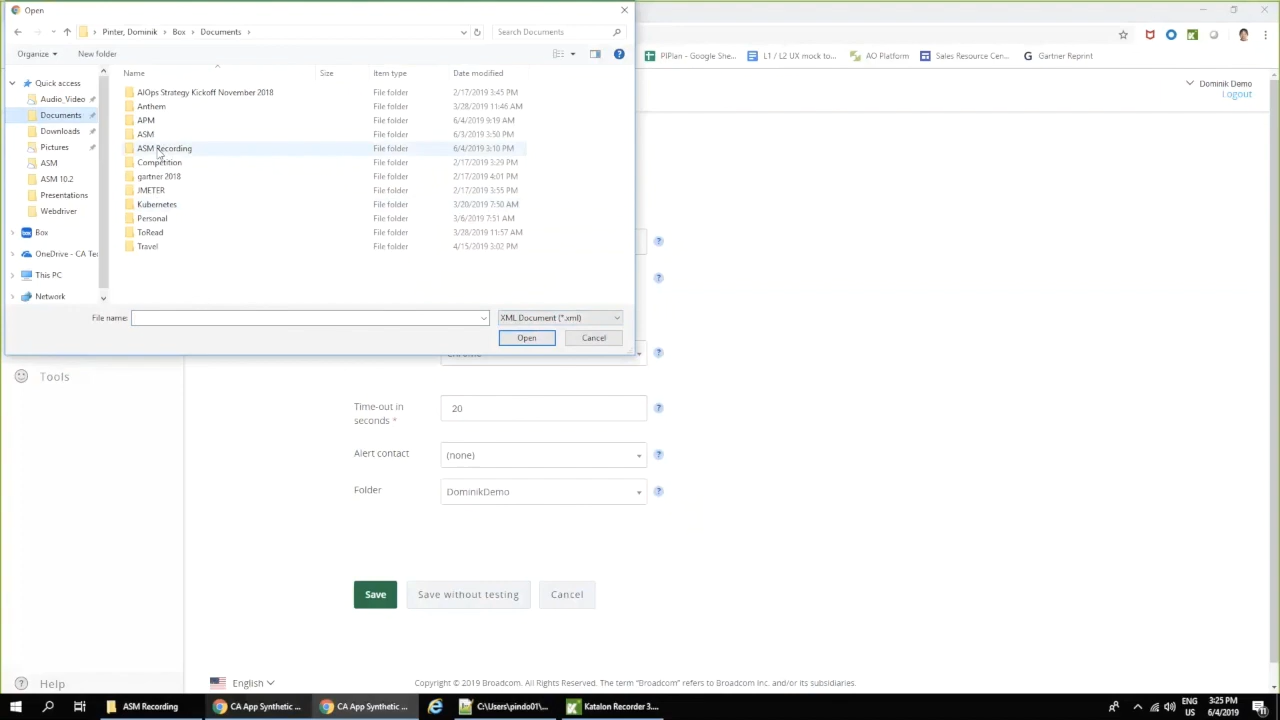 Open
Pinter, Dominik > Box > Documents >
Search Documents
Organize
New folder
PIPlan - Google She...
L1 / L2 UX mock to...
AO Platform
Sales Resource Cen...
Gartner Reprint
Name
Size
Item type
Date modified
Quick access
Audio_Video
Documents
Downloads
Pictures
ASM
ASM 10.2
Presentations
Webdriver
Box
OneDrive - CA Te
This PC
Network
AIOps Strategy Kickoff November 2018 File folder 2/17/2019 3:45 PM
Anthem File folder 3/28/2019 11:46 AM
APM File folder 6/4/2019 9:19 AM
ASM File folder 6/3/2019 3:50 PM
ASM Recording File folder 6/4/2019 3:10 PM
Competition File folder 2/17/2019 3:29 PM
gartner 2018 File folder 2/17/2019 4:01 PM
JMETER File folder 2/17/2019 3:55 PM
Kubernetes File folder 3/20/2019 7:50 AM
Personal File folder 3/6/2019 7:51 AM
ToRead File folder 3/28/2019 11:57 AM
Travel File folder 4/15/2019 3:02 PM
File name:
XML Document (*.xml)
Open
Cancel
Dominik Demo
Logout
Tools
Time-out in
seconds *
20
Alert contact
(none)
Folder
DominikDemo
Save
Save without testing
Cancel
Help
English
Copyright © 2019 Broadcom. All Rights Reserved. The term "Broadcom" refers to Broadcom Inc. and/or its subsidiaries.
ASM Recording
CA App Synthetic ...
CA App Synthetic ...
C:\Users\pindo01\...
Katalon Recorder 3....
ENG
US
3:25 PM
6/4/2019